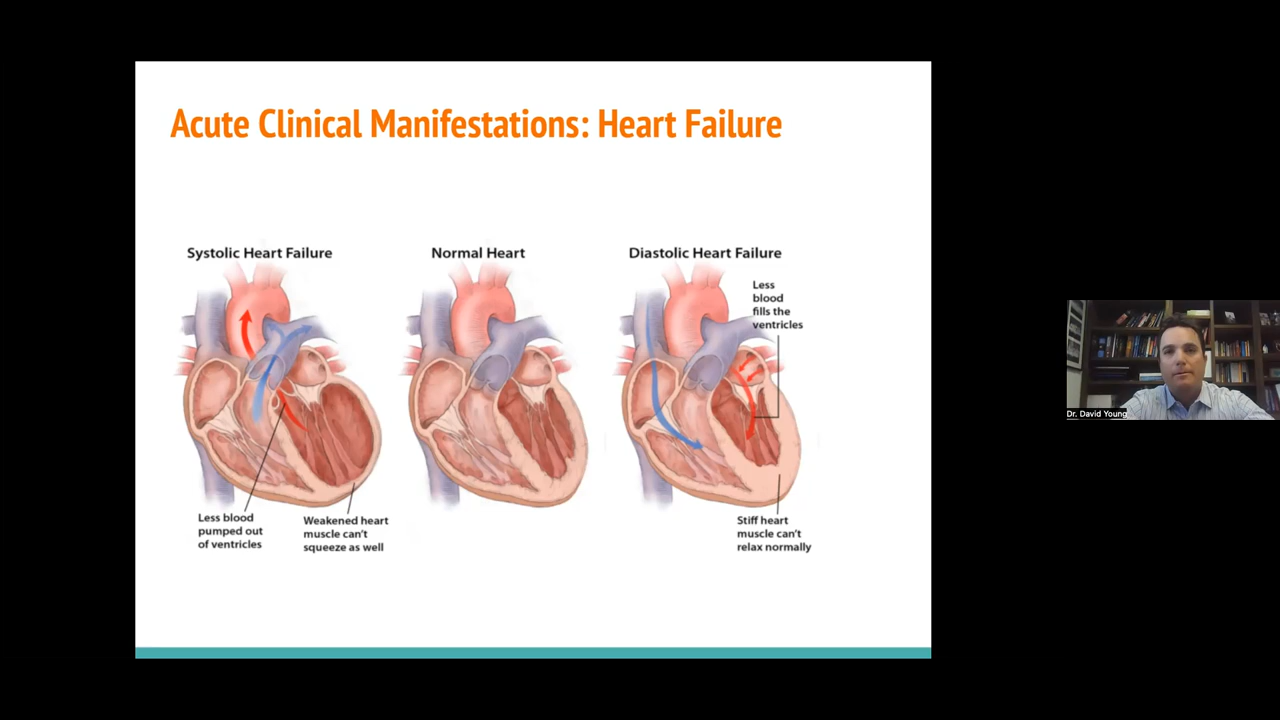 Acute Clinical Manifestations: Heart Failure
Systolic Heart Failure
Normal Heart
Diastolic Heart Failure
Less
blood
fills the
ventricles
Less blood
pumped out
of ventricles
Weakened heart
muscle can't
squeeze as well
Stiff heart
muscle can't
relax normally
Dr. David Young